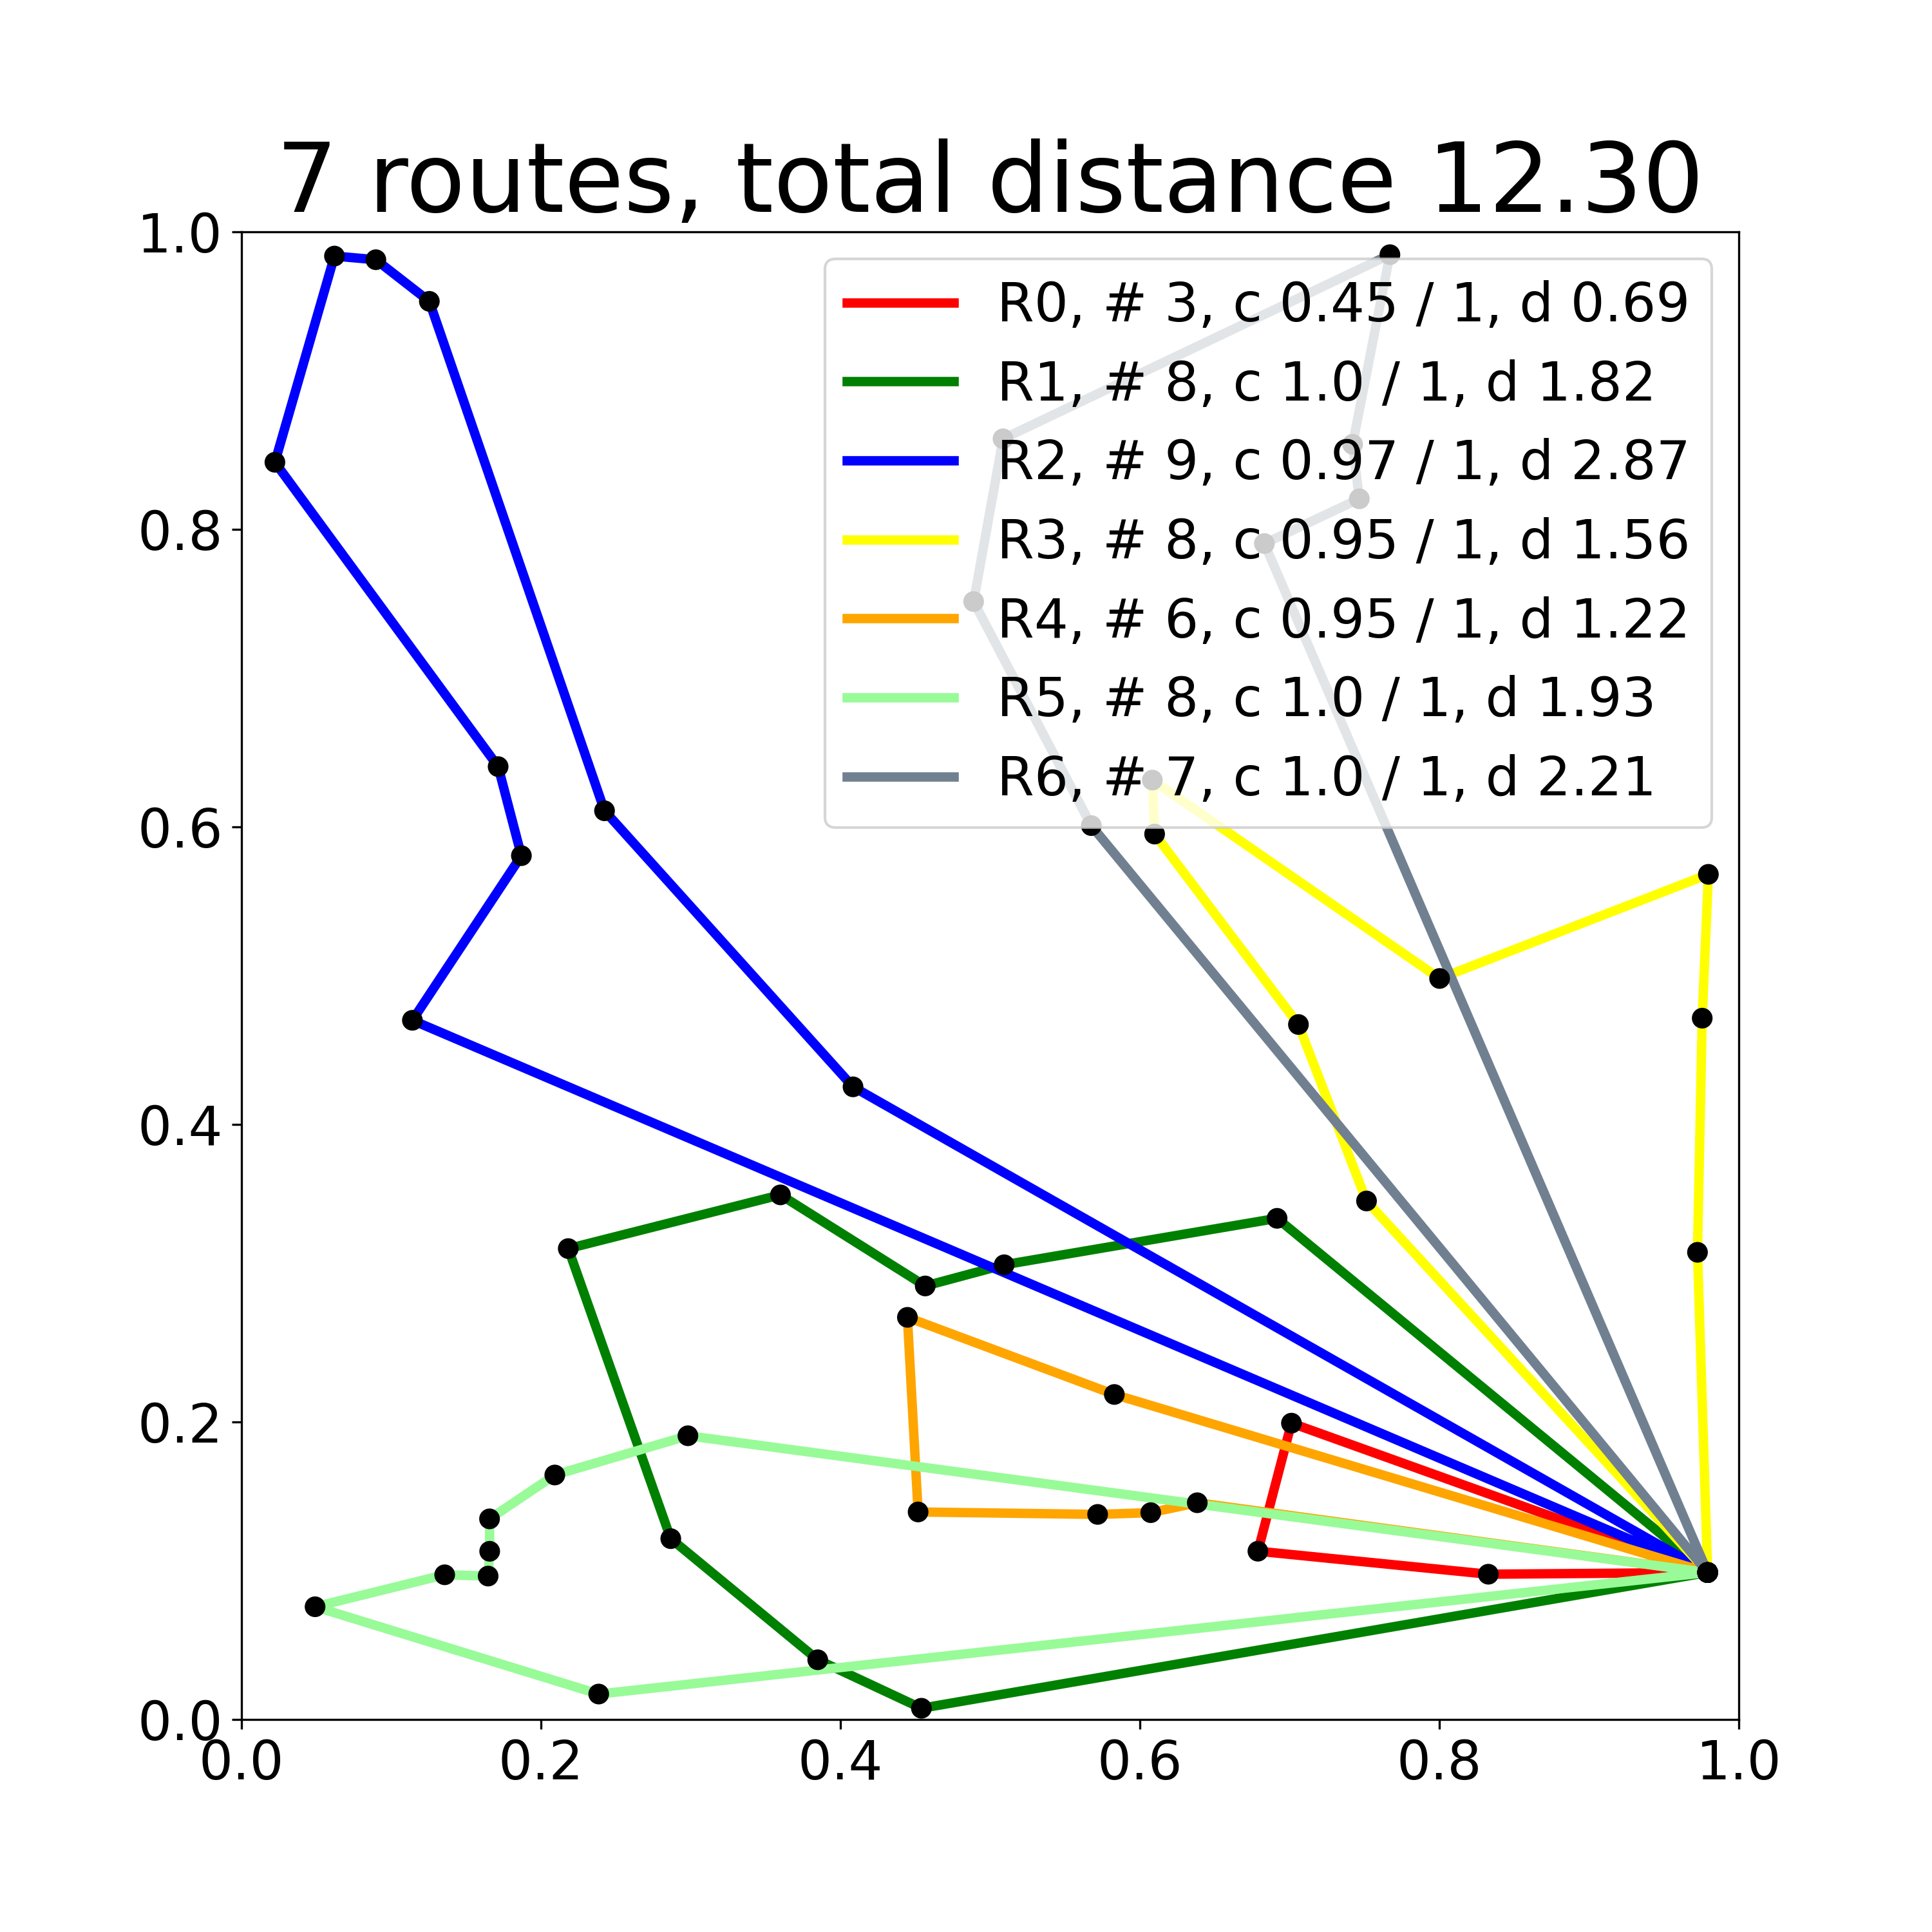 7 routes, total distance 12.30
1.0
0.8
0.6
0.4
0.2
0.0
R0, # 3, c 0.45 / 1, d 0.69
R1, # 8, c 1.0 / 1, d 1.82
R2, # 9, c 0.97 / 1, d 2.87
R3, # 8, c 0.95 / 1, d 1.56
R4, # 6, c 0.95 / 1, d 1.22
R5, # 8, c 1.0 / 1, d 1.93
R6, # 7, c 1.0 / 1, d 2.21
0.0 0.2 0.4 0.6 0.8 1.0